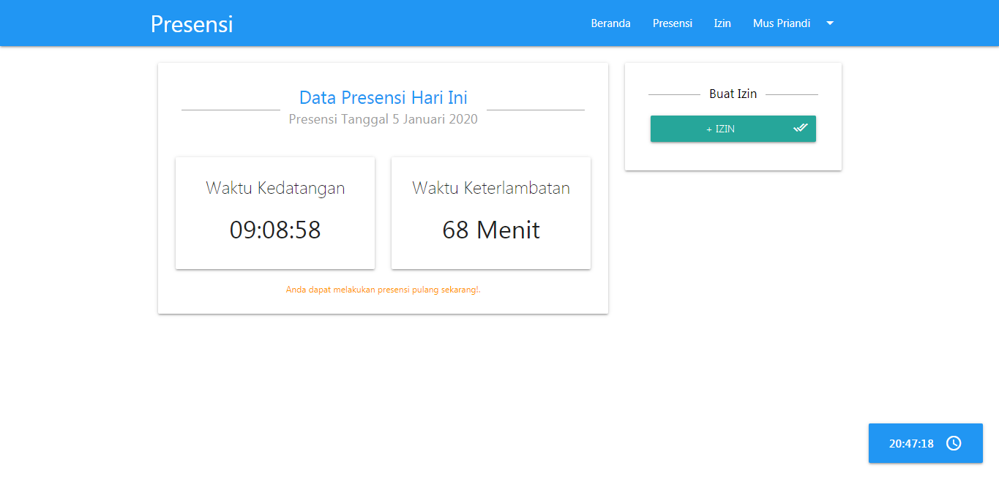 Presensi
Beranda
Presensi
Izin
Mus Priandi
Data Presensi Hari Ini
Presensi Tanggal 5 Januari 2020
Waktu Kedatangan
09:08:58
Waktu Keterlambatan
68 Menit
Anda dapat melakukan presensi pulang sekarang!.
Buat Izin
+ IZIN
20:47:18